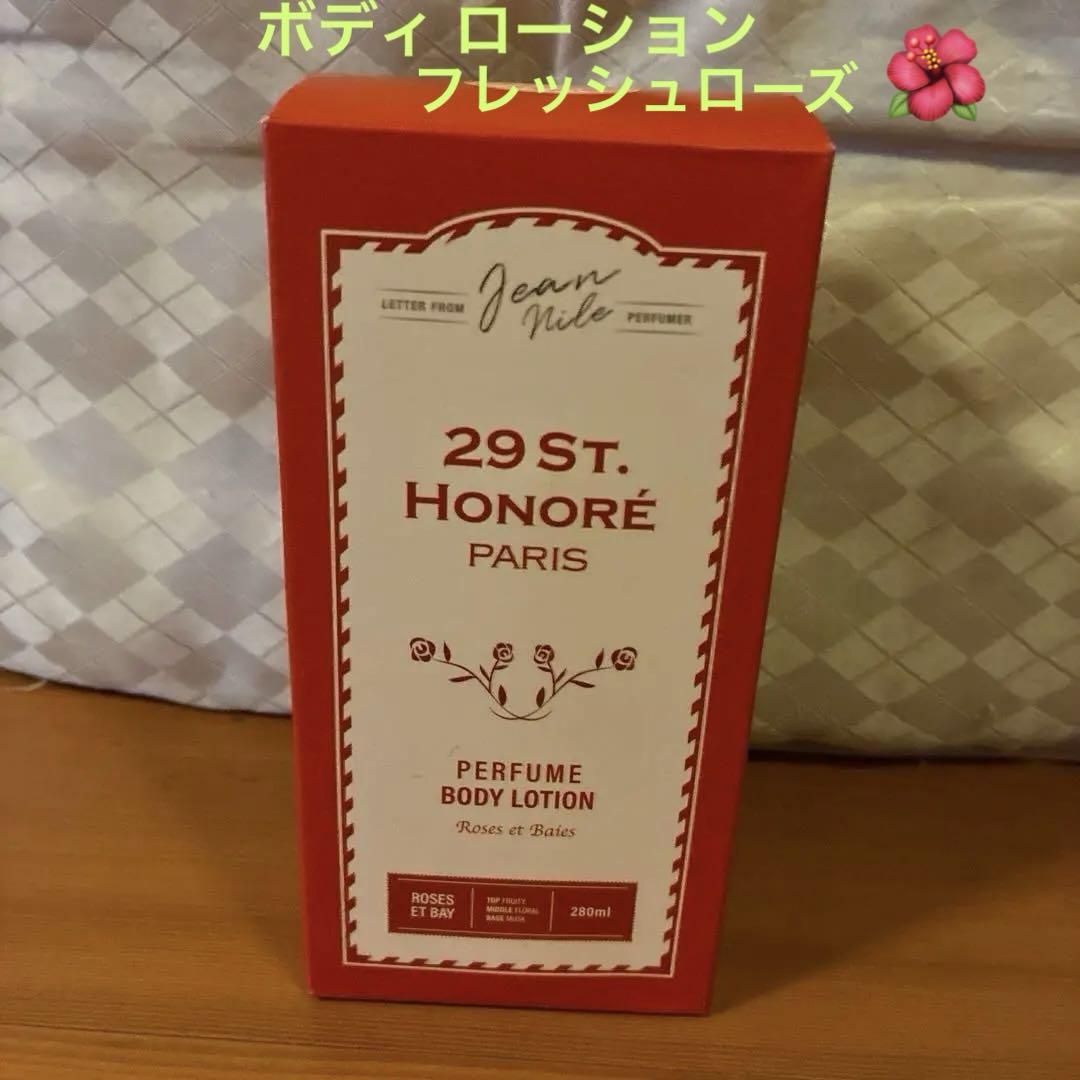 ボディ ローション
フレッシュローズ
LETTER FROM Jean Nile PERFUMER
29 ST.
HONORÉ
PARIS
PERFUME
BODY LOTION
Roses et Baies
ROSES
ET BAY
TOP FRUITY
MIDDLE FLORAL
BASE MUSK
280ml